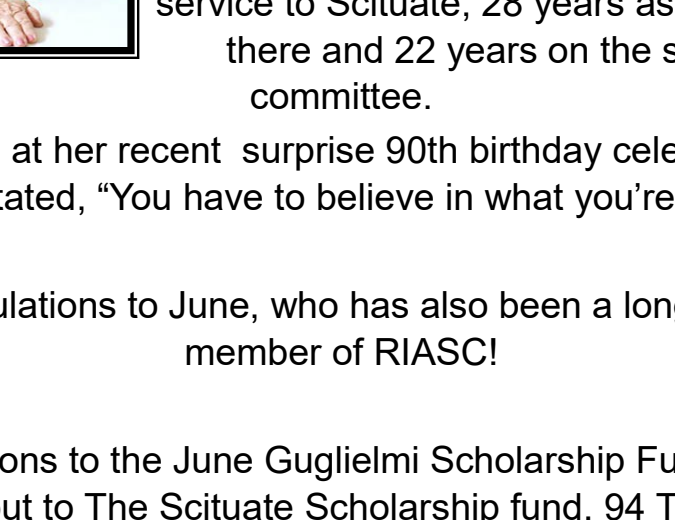 service to Scituate, 28 years as
there and 22 years on the s
committee.
at her recent  surprise 90th birthday cele
tated, “You have to believe in what you’re
ulations to June, who has also been a long
member of RIASC!
ons to the June Guglielmi Scholarship Fu
out to The Scituate Scholarship fund, 94 T